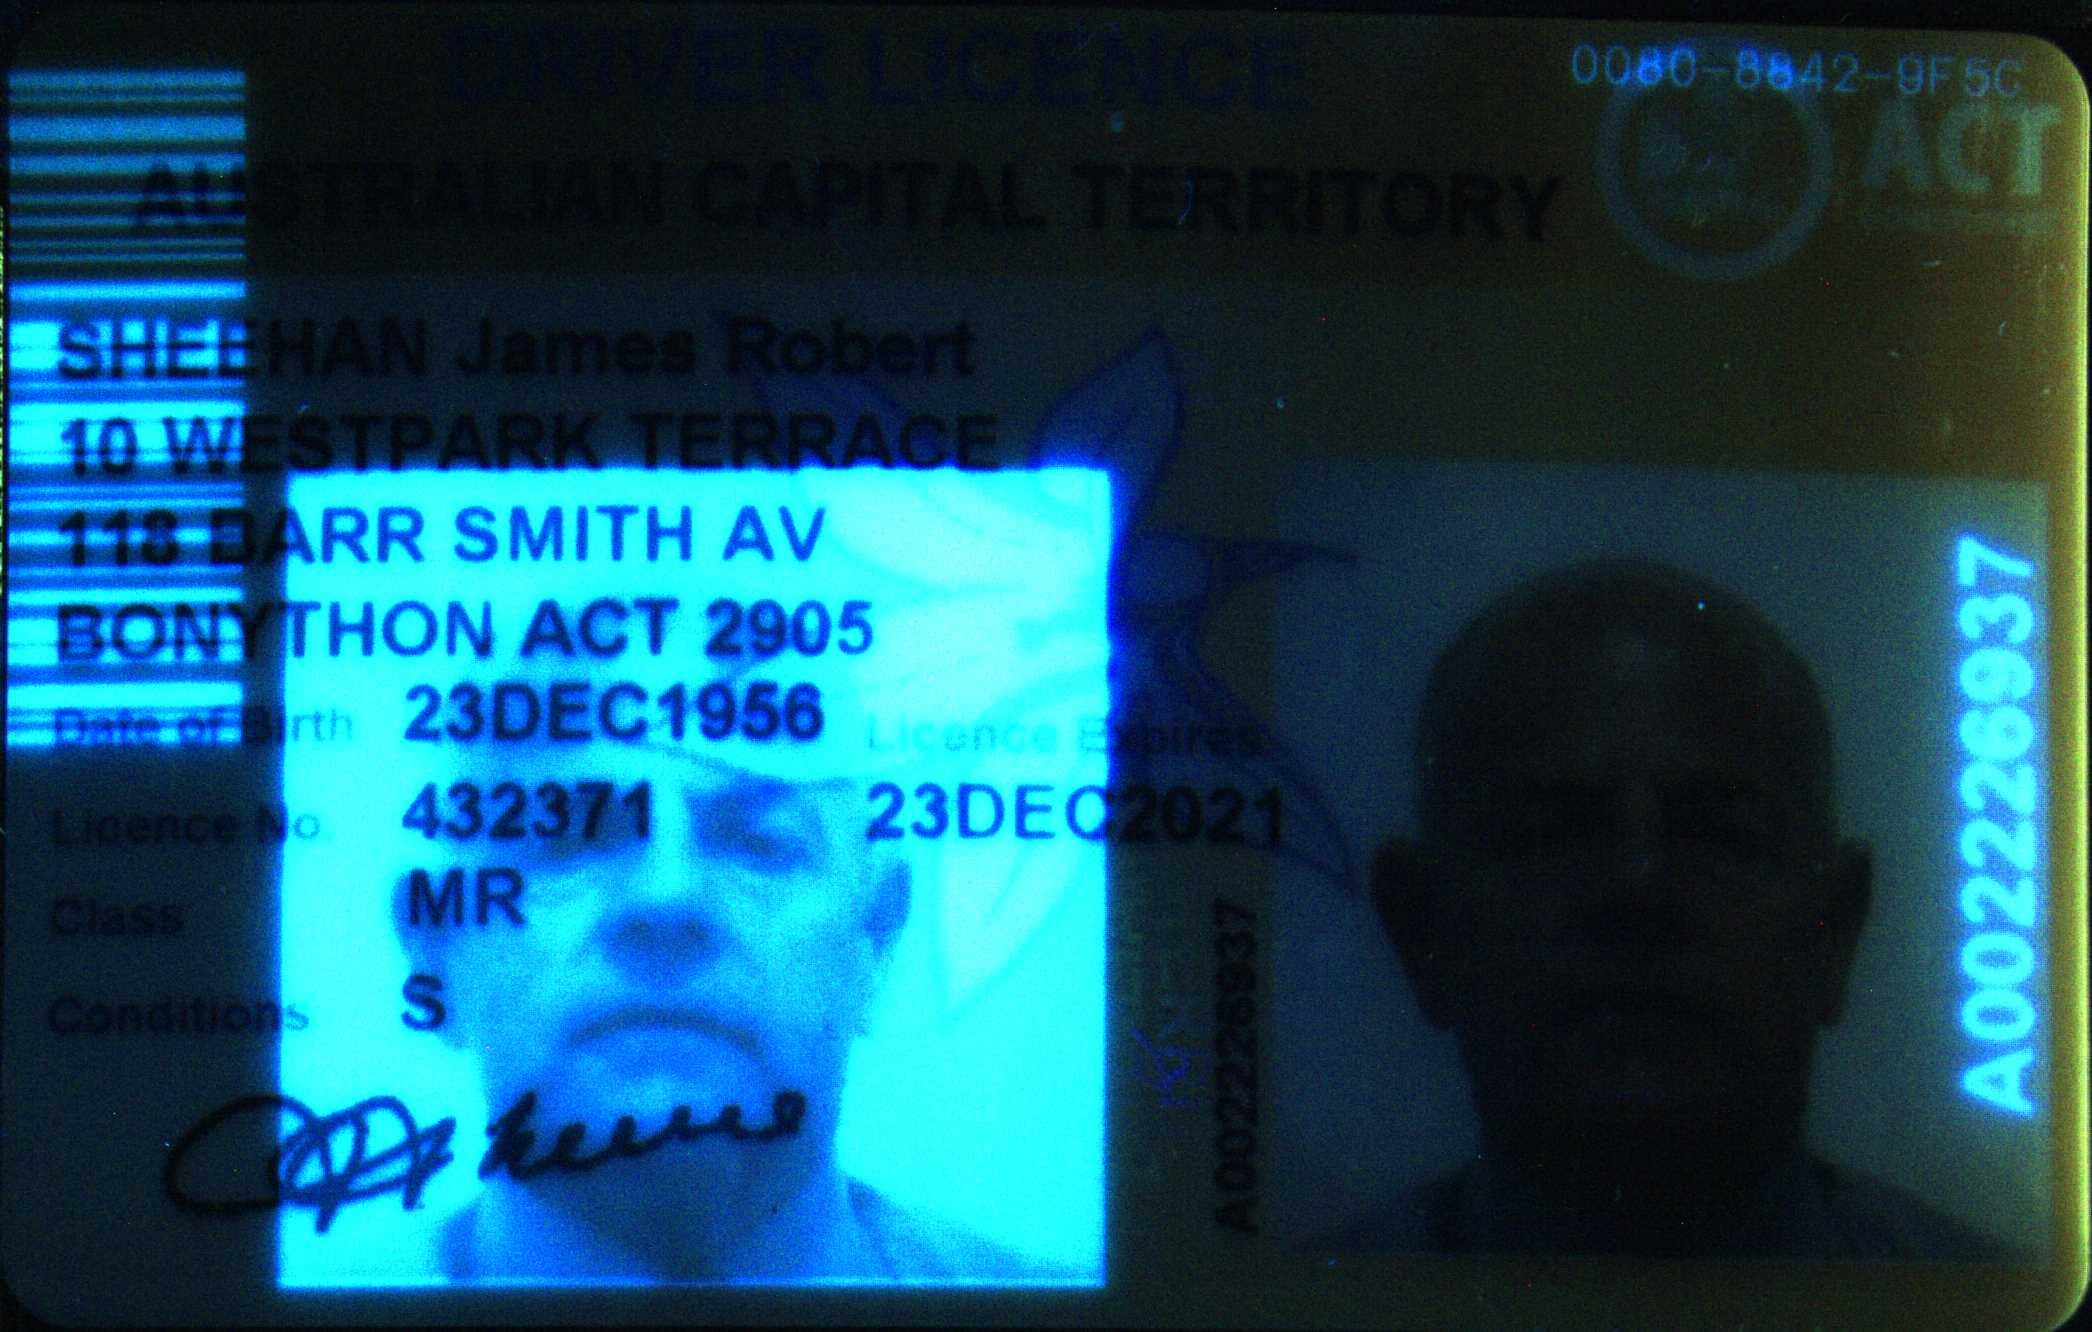 DRIVER LICENCE
0080-8842-9F5C
ACT
AUSTRALIAN CAPITAL TERRITORY
SHEEHAN James Robert
10 WESTPARK TERRACE
118 BARR SMITH AV
BONYTHON ACT 2905
Date of Birth 23DEC1956 Licence Expires
Licence No. 432371 23DEC2021
Class MR
Conditions S
A002226937
A002226937